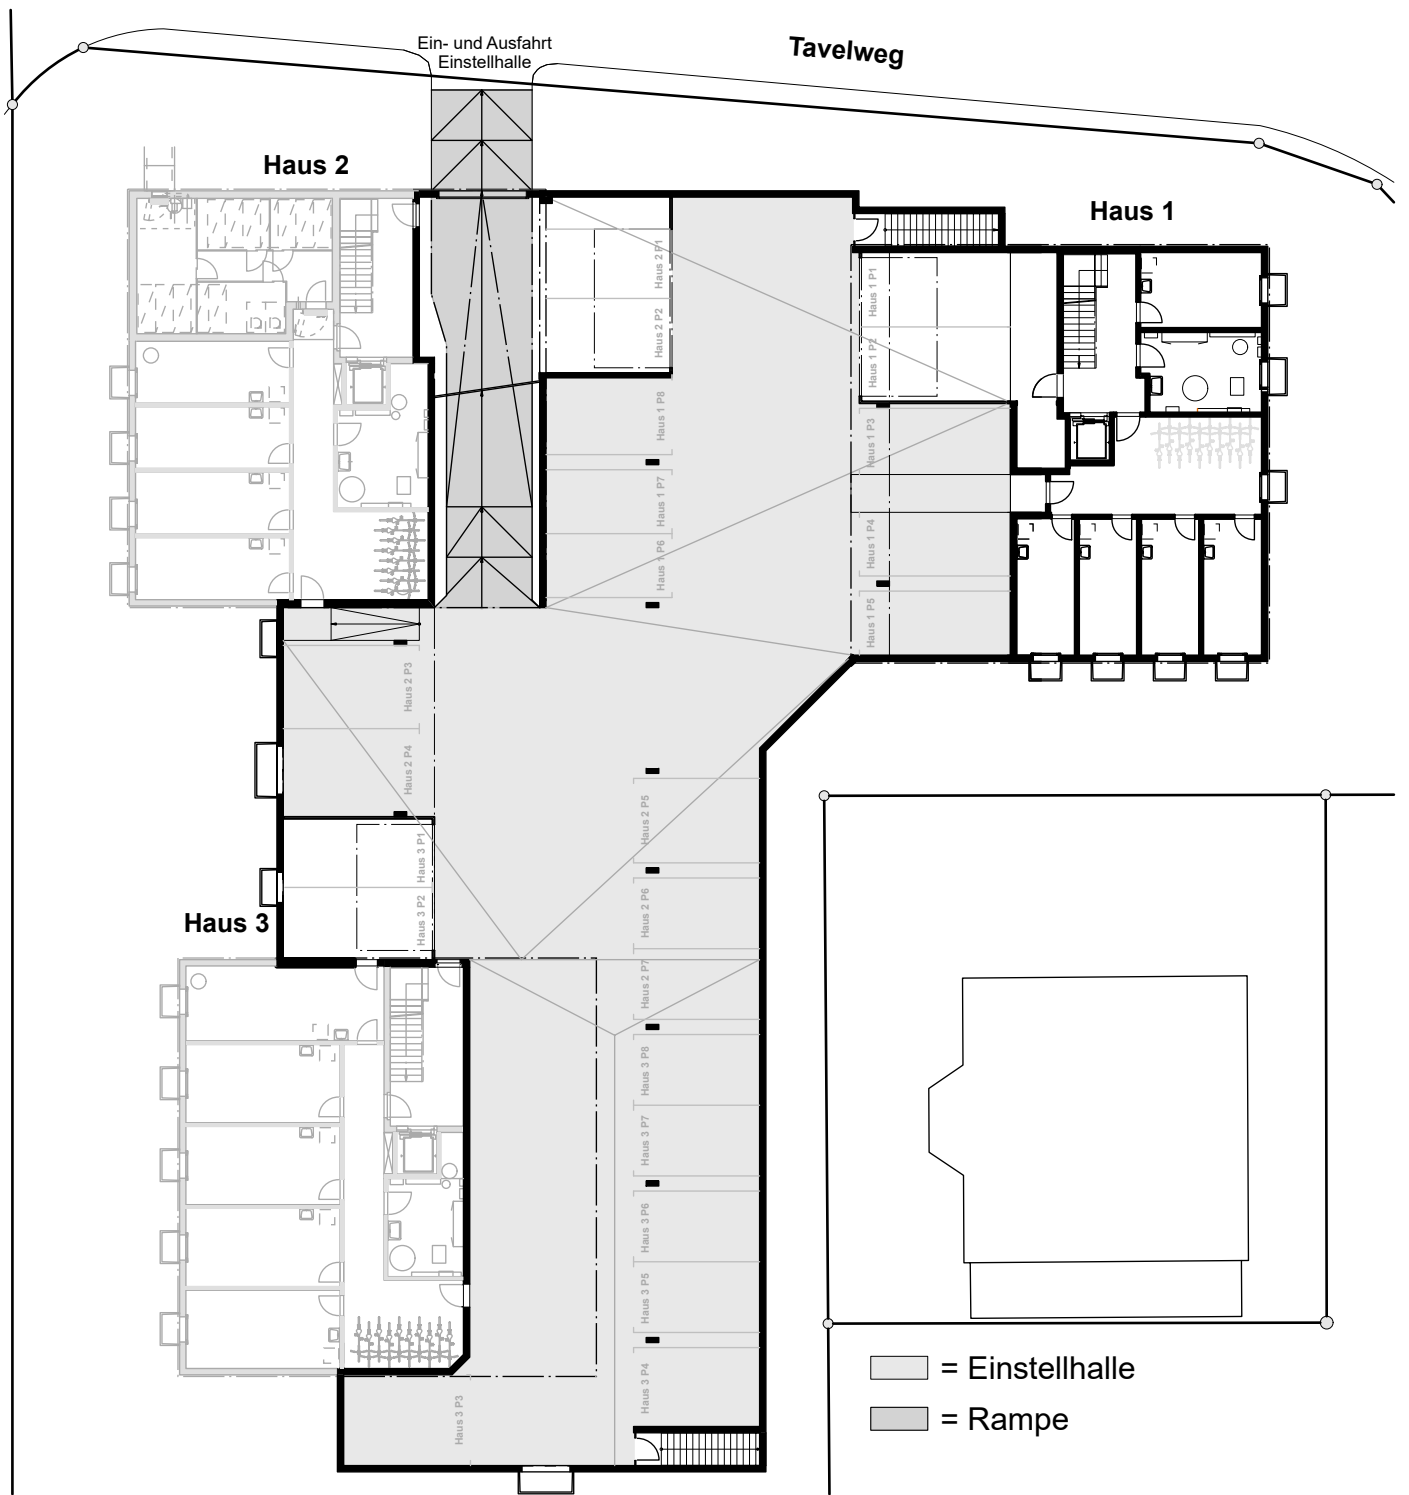 Ein- und Ausfahrt
Einstellhalle
Tavelweg
Haus 2
Haus 1
Haus 2 P1
Haus 2 P2
Haus 1 P1
Haus 1 P2
Haus 1 P8
Haus 1 P7
Haus 1 P6
Haus 1 P3
Haus 1 P4
Haus 1 P5
Haus 2 P3
Haus 2 P4
Haus 3 P1
Haus 3 P2
Haus 3
Haus 2 P5
Haus 2 P6
Haus 2 P7
Haus 3 P8
Haus 3 P7
Haus 3 P6
Haus 3 P5
Haus 3 P4
Haus 3 P3
= Einstellhalle
= Rampe